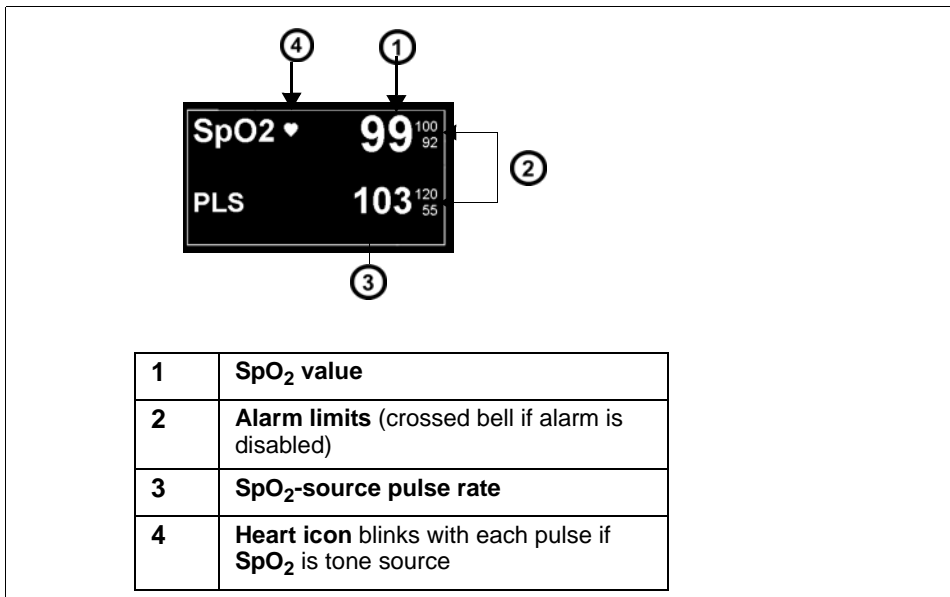 4 1
SpO2 ♥ 99 100
92
2
PLS 103 120
55
3
1 SpO2 value
2 Alarm limits (crossed bell if alarm is
disabled)
3 SpO2-source pulse rate
4 Heart icon blinks with each pulse if
SpO2 is tone source